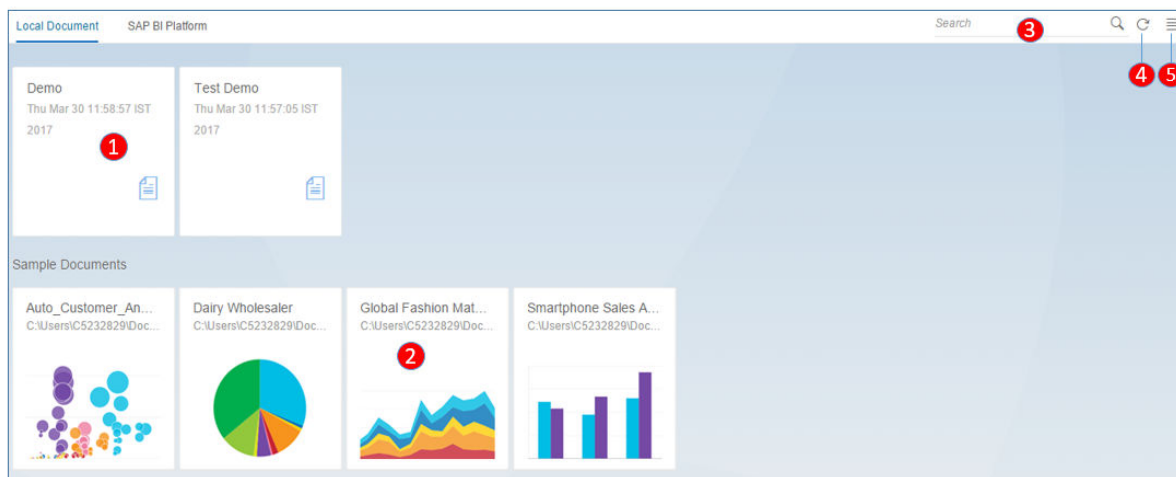 Local Document SAP BI Platform Search
3
4 5
Demo
Thu Mar 30 11:58:57 IST
2017
1
Test Demo
Thu Mar 30 11:57:05 IST
2017
Sample Documents
Auto_Customer_An...
C:\Users\C5232829\Doc...
Dairy Wholesaler
C:\Users\C5232829\Doc...
Global Fashion Mat...
C:\Users\C5232829\Doc...
2
Smartphone Sales A...
C:\Users\C5232829\Doc...